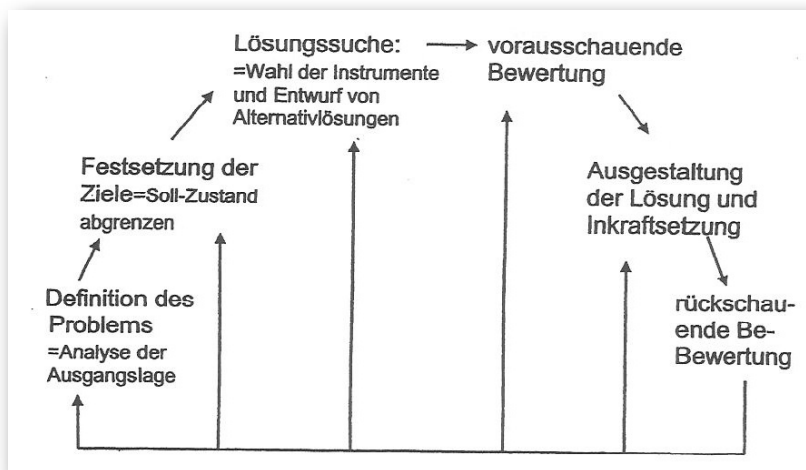 Definition des
Problems
=Analyse der
Ausgangslage
Festsetzung der
Ziele=Soll-Zustand
abgrenzen
Lösungssuche:
=Wahl der Instrumente
und Entwurf von
Alternativlösungen
vorausschauende
Bewertung
Ausgestaltung
der Lösung und
Inkraftsetzung
rückschau-
ende Be-
Bewertung